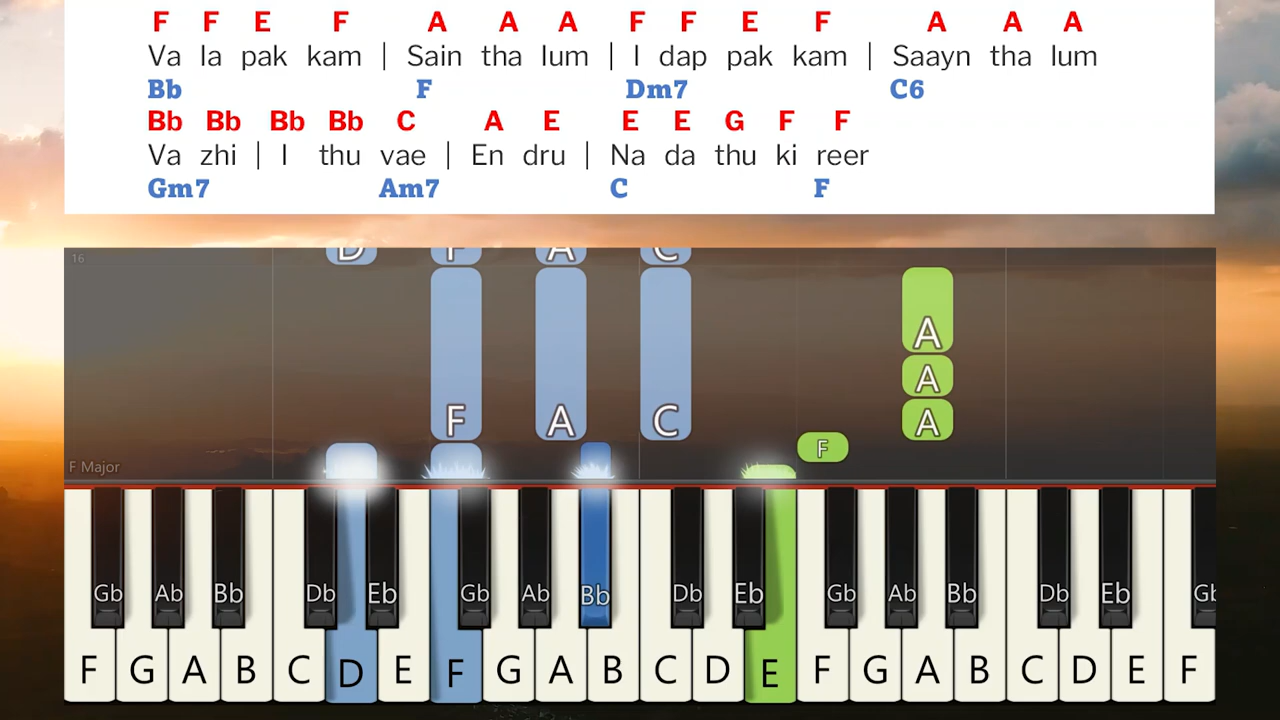 F F E F A A A F F E F A A A
Va la pak kam | Sain tha lum | I dap pak kam | Saayn tha lum
Bb F Dm7 C6
Bb Bb Bb Bb C A E E E G F F
Va zhi | I thu vae | En dru | Na da thu ki reer
Gm7 Am7 C F
16
D F A C
A
A
F A C A
F
F Major
Gb Ab Bb Db Eb Gb Ab Bb Db Eb Gb Ab Bb Db Eb Gb
F G A B C D E F G A B C D E F G A B C D E F